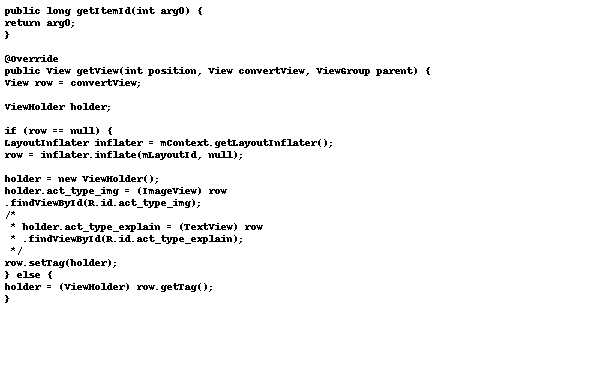 public long getItemId(int arg0) {
return arg0;
}

@Override
public View getView(int position, View convertView, ViewGroup parent) {
View row = convertView;

ViewHolder holder;

if (row == null) {
LayoutInflater inflater = mContext.getLayoutInflater();
row = inflater.inflate(mLayoutId, null);

holder = new ViewHolder();
holder.act_type_img = (ImageView) row
.findViewById(R.id.act_type_img);
/*
 * holder.act_type_explain = (TextView) row
 * .findViewById(R.id.act_type_explain);
 */
row.setTag(holder);
} else {
holder = (ViewHolder) row.getTag();
}